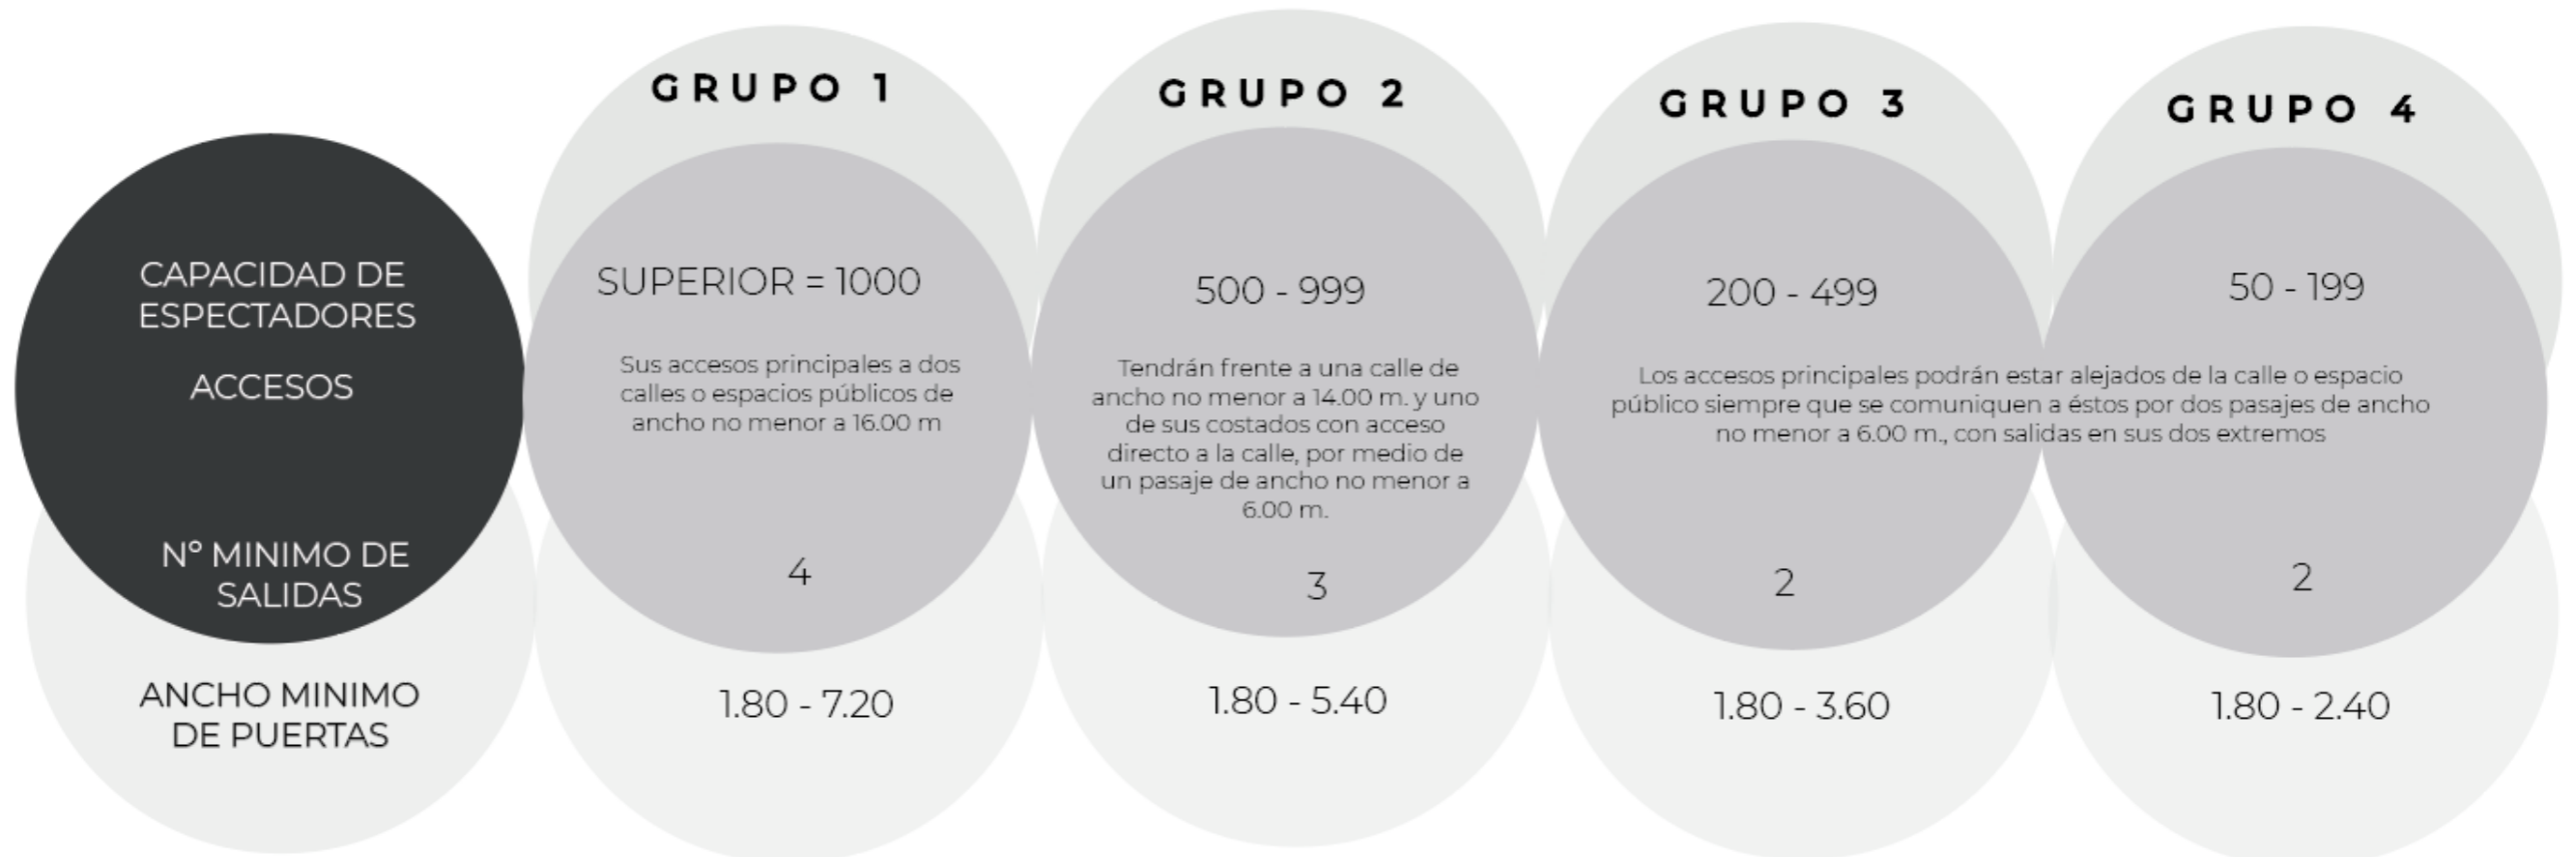 GRUPO 1
GRUPO 2
GRUPO 3
GRUPO 4
CAPACIDAD DE
ESPECTADORES
SUPERIOR = 1000
500 - 999
200 - 499
50 - 199
ACCESOS
Sus accesos principales a dos
calles o espacios públicos de
ancho no menor a 16.00 m
Tendrán frente a una calle de
ancho no menor a 14.00 m. y uno
de sus costados con acceso
directo a la calle, por medio de
un pasaje de ancho no menor a
6.00 m.
Los accesos principales podrán estar alejados de la calle o espacio
público siempre que se comuniquen a éstos por dos pasajes de ancho
no menor a 6.00 m., con salidas en sus dos extremos
Nº MINIMO DE
SALIDAS
4
3
2
2
ANCHO MINIMO
DE PUERTAS
1.80 - 7.20
1.80 - 5.40
1.80 - 3.60
1.80 - 2.40